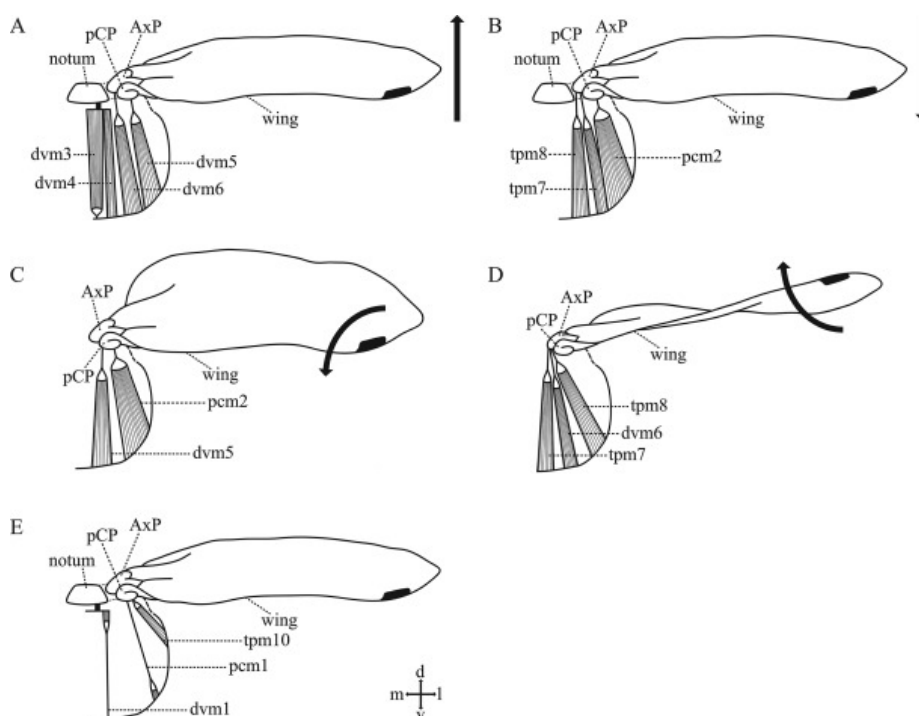 A
AxP
pCP
notum
wing
dvm3
dvm5
dvm4
dvm6
B
AxP
pCP
notum
wing
tpm8
pcm2
tpm7
C
AxP
pCP
wing
pcm2
dvm5
D
AxP
pCP
wing
tpm8
dvm6
tpm7
E
AxP
pCP
notum
wing
tpm10
pcm1
dvm1
d
m l
v